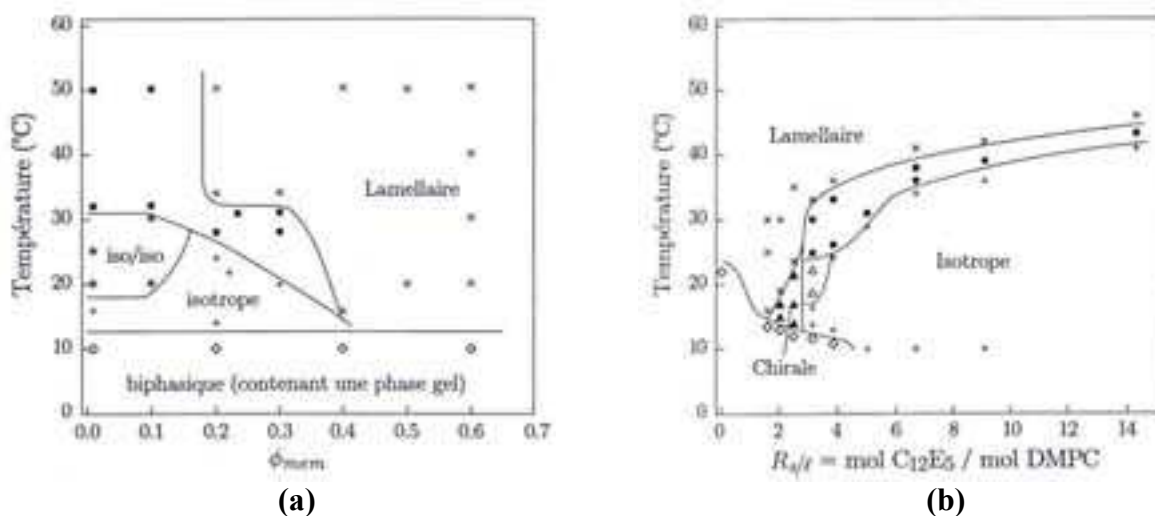 60
50
40
30
20
10
0
Température (°C)
iso/iso
isotrope
Lamellaire
biphasique (contenant une phase gel)
0.0 0.1 0.2 0.3 0.4 0.5 0.6 0.7
ϕmem
(a)
60
50
40
30
20
10
0
Température (°C)
Lamellaire
Isotrope
Chirale
0 2 4 6 8 10 12 14
Rs/ℓ = mol C12E5 / mol DMPC
(b)